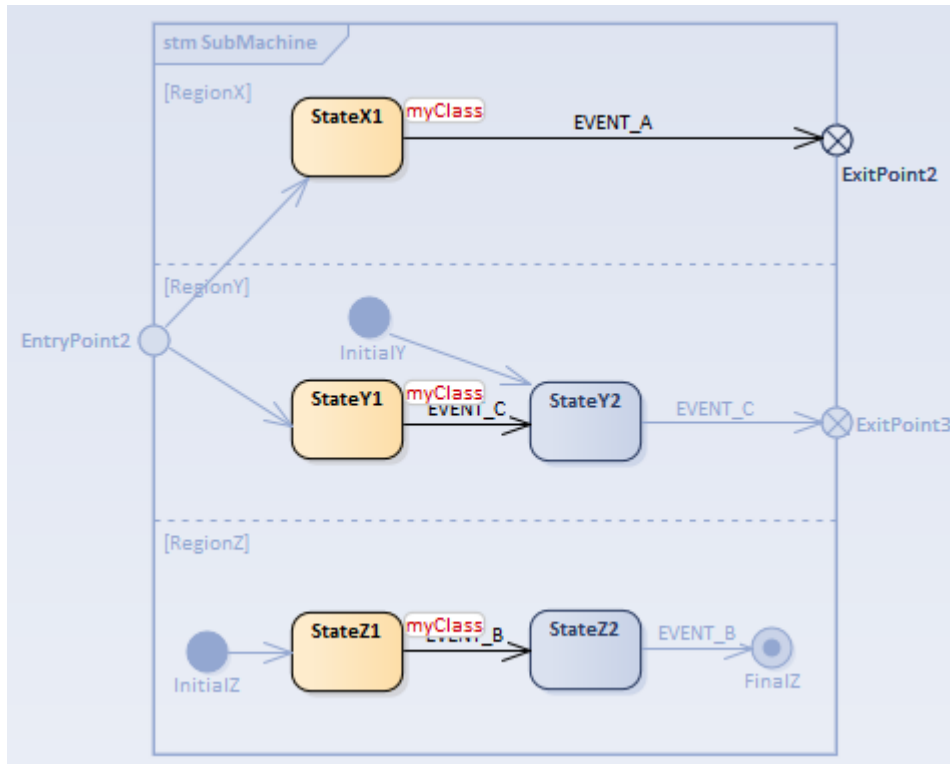 stm SubMachine
[RegionX]
StateX1
myClass
EVENT_A
ExitPoint2
[RegionY]
EntryPoint2
InitialY
StateY1
myClass
EVENT_C
StateY2
EVENT_C
ExitPoint3
[RegionZ]
StateZ1
myClass
EVENT_B
StateZ2
EVENT_B
InitialZ
FinalZ